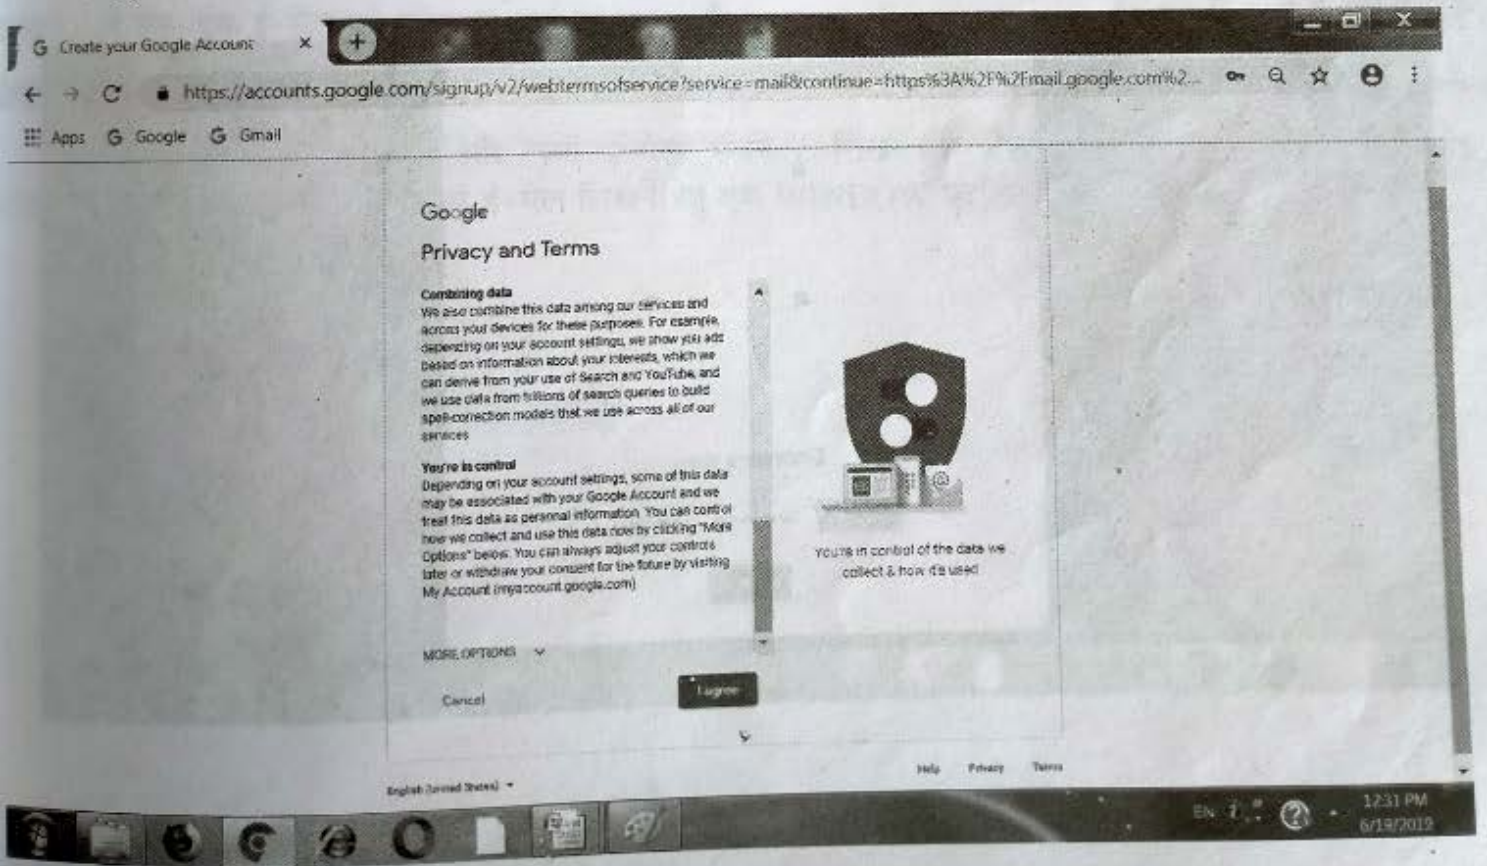 G Create your Google Account
https://accounts.google.com/signup/v2/webtermsofservice?service=mail&continue=https%3A%2F%2Fmail.google.com%2...
Apps G Google G Gmail
Google
Privacy and Terms
Combining data
We also combine this data among our services and
across your devices for these purposes. For example,
depending on your account settings, we show you ads
based on information about your interests, which we
can derive from your use of Search and YouTube, and
we use data from trillions of search queries to build
spell-correction models that we use across all of our
services
You're in control
Depending on your account settings, some of this data
may be associated with your Google Account and we
treat this data as personal information. You can control
how we collect and use this data now by clicking "More
Options" below. You can always adjust your controls
later or withdraw your consent for the future by visiting
My Account (myaccount.google.com)
You're in control of the data we
collect & how it's used
MORE OPTIONS
Cancel I agree
Help Privacy Terms
English (United States)
EN
12:31 PM
6/19/2019